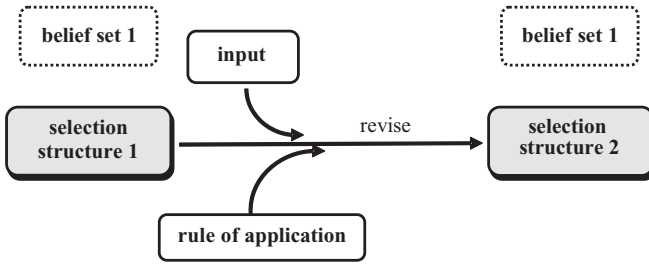 belief set 1
belief set 1
input
revise
selection
structure 1
selection
structure 2
rule of application